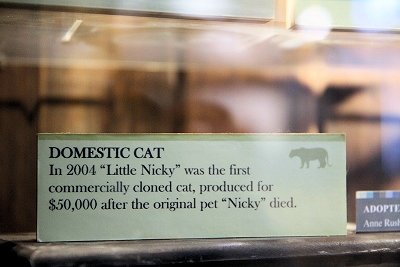 DOMESTIC CAT
In 2004 “Little Nicky” was the first
commercially cloned cat, produced for
$50,000 after the original pet “Nicky” died.
ADOPTE
Anne Rush